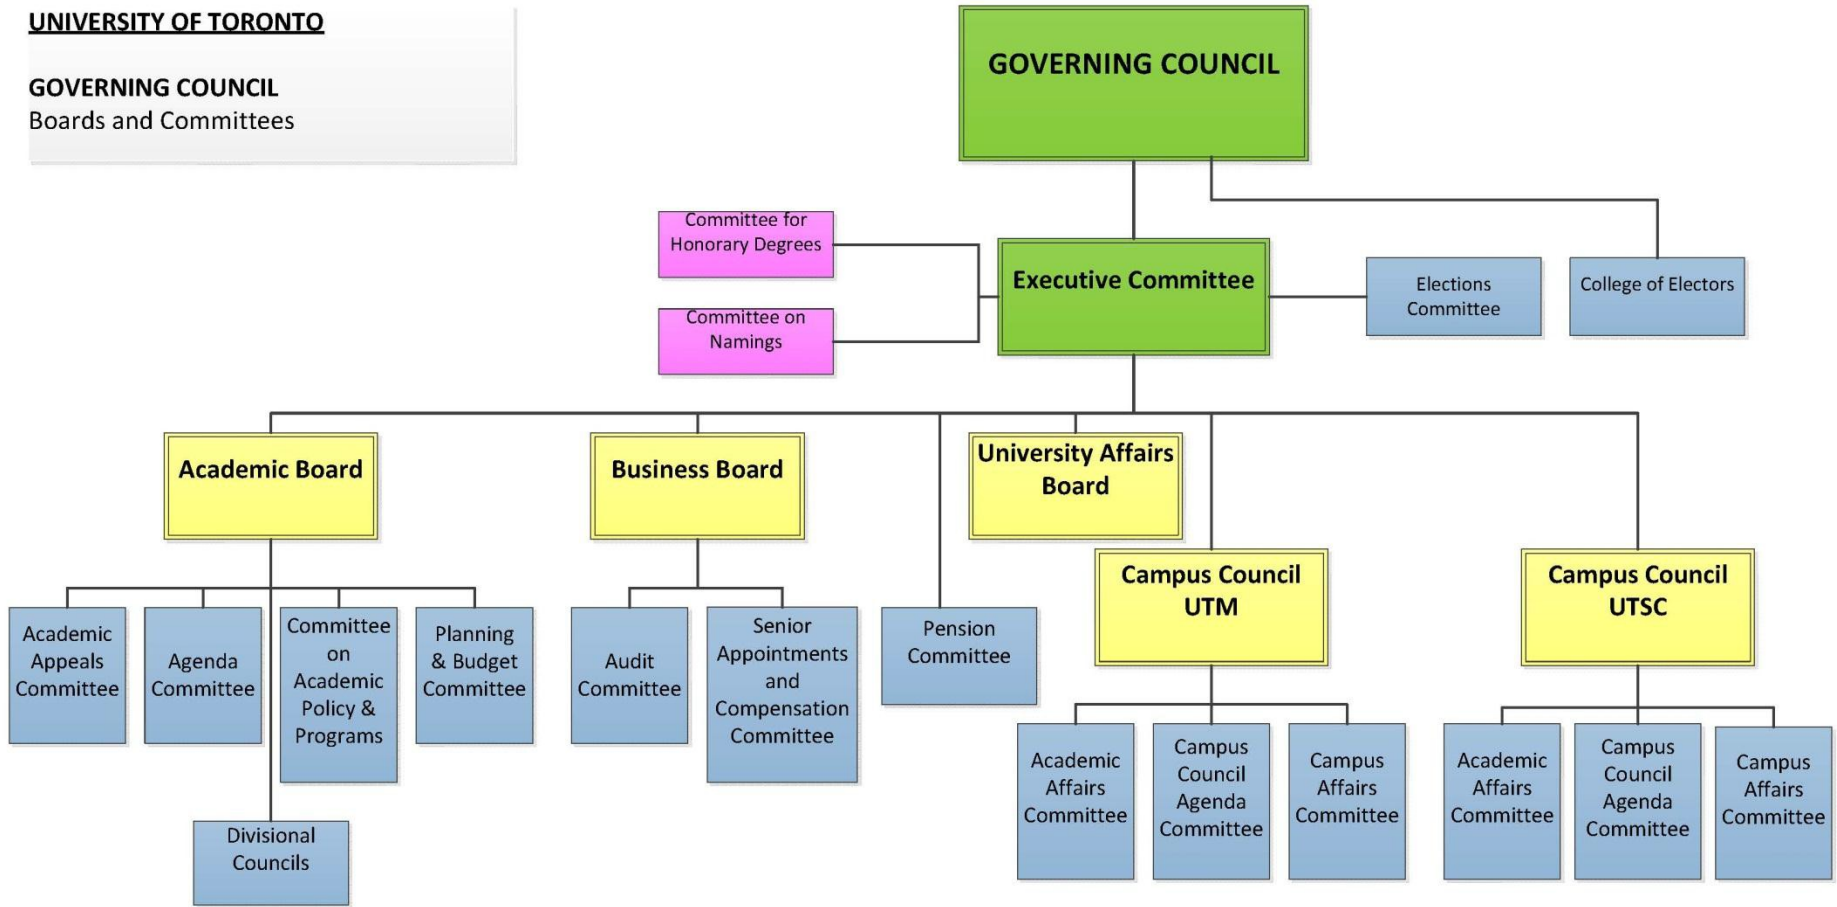 UNIVERSITY OF TORONTO
GOVERNING COUNCIL
Boards and Committees
GOVERNING COUNCIL
Committee for
Honorary Degrees
Committee on
Namings
Executive Committee
Elections
Committee
College of Electors
Academic Board
Business Board
University Affairs
Board
Campus Council
UTM
Campus Council
UTSC
Academic
Appeals
Committee
Agenda
Committee
Committee
on
Academic
Policy &
Programs
Planning
& Budget
Committee
Audit
Committee
Senior
Appointments
and
Compensation
Committee
Pension
Committee
Divisional
Councils
Academic
Affairs
Committee
Campus
Council
Agenda
Committee
Campus
Affairs
Committee
Academic
Affairs
Committee
Campus
Council
Agenda
Committee
Campus
Affairs
Committee